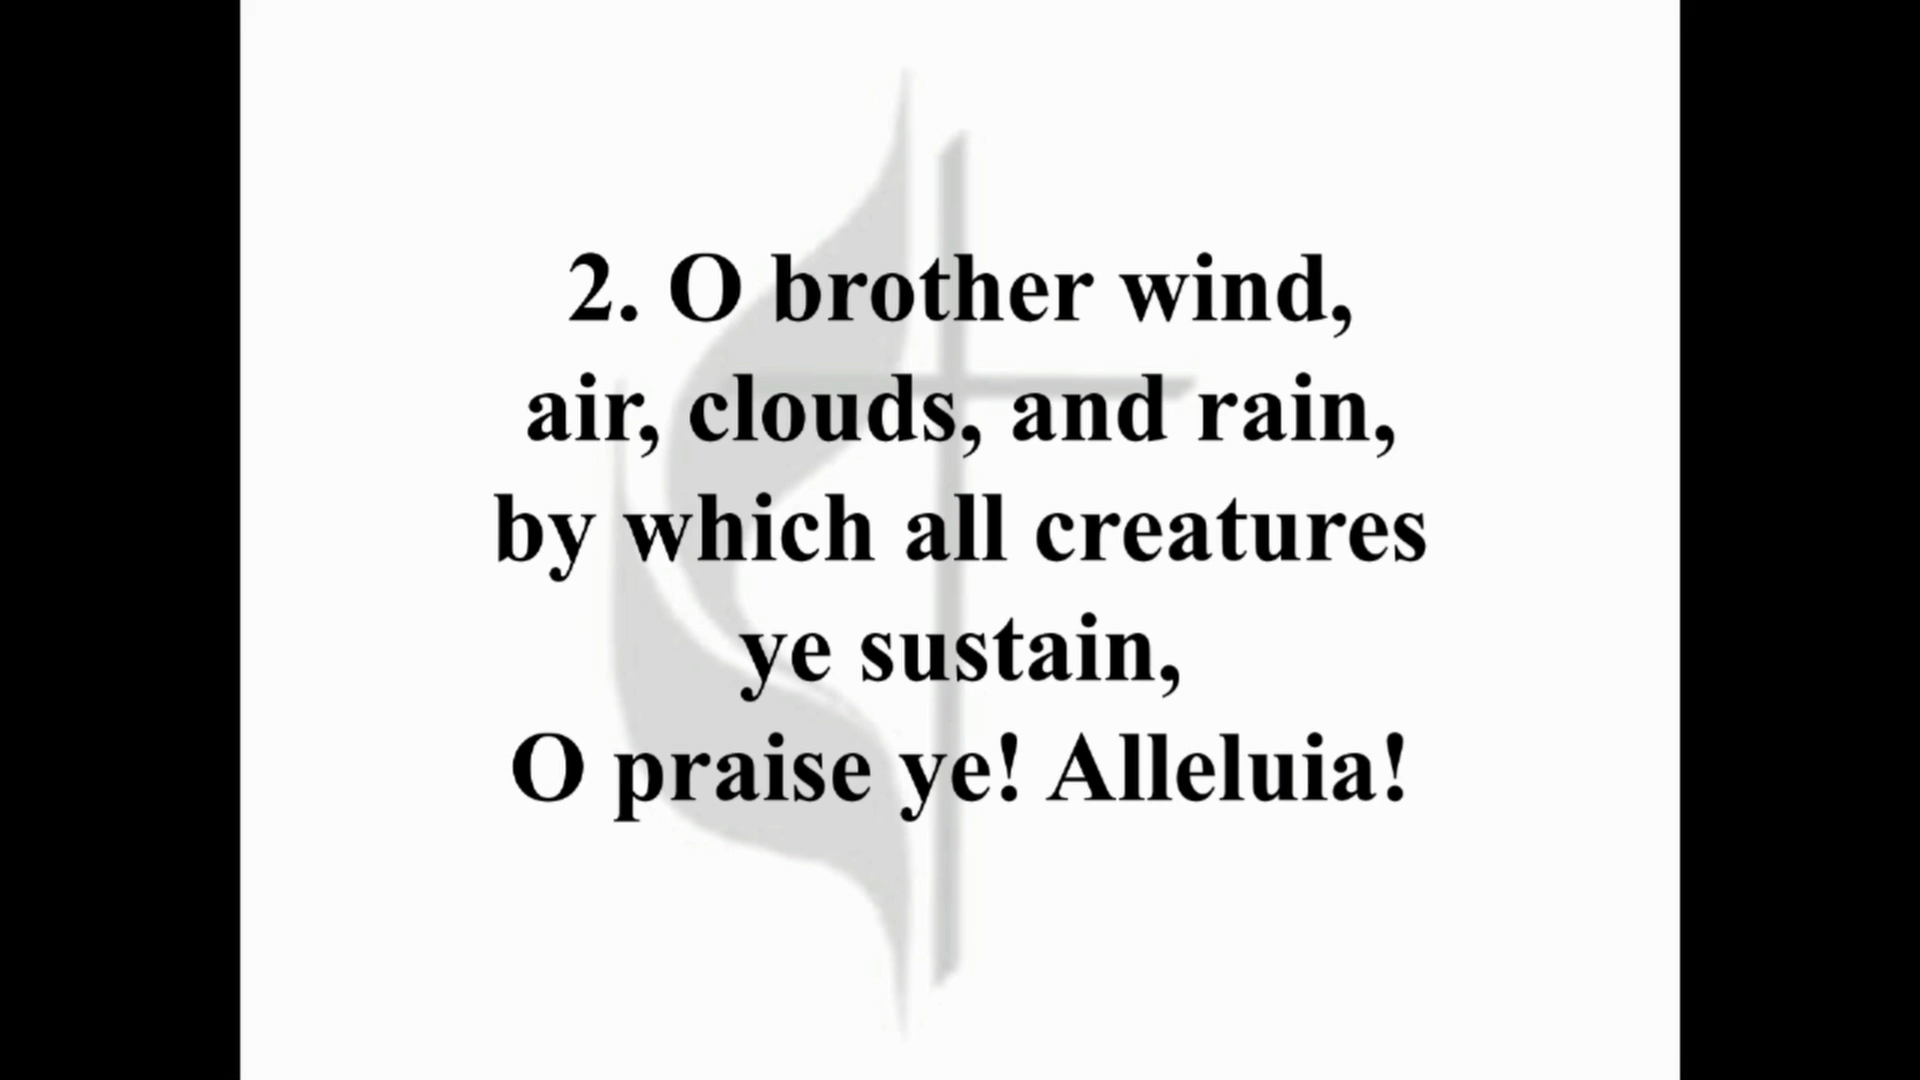 2. O brother wind,
air, clouds, and rain,
by which all creatures
ye sustain,
O praise ye! Alleluia!